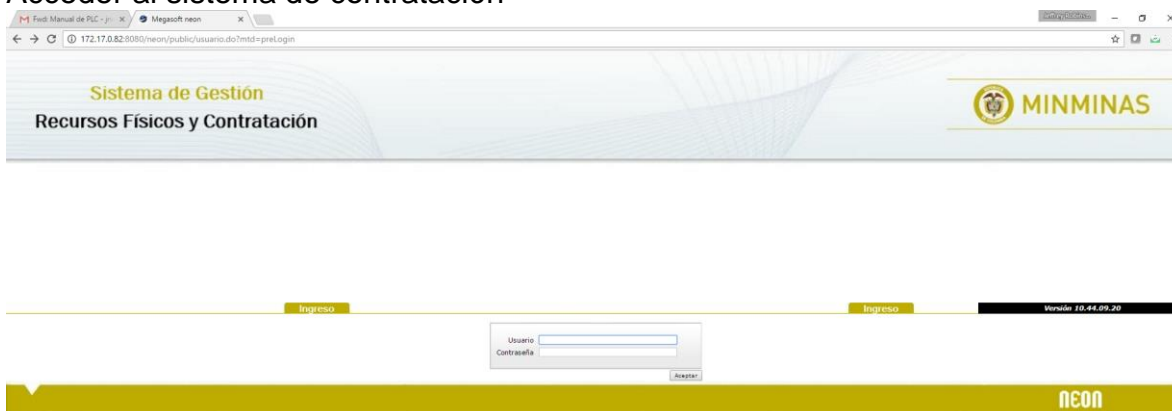 Acceder al sistema de contratación
Megasoft neon
172.17.0.82:8080/neon/public/usuario.do?mtd=preLogin
Sistema de Gestión
Recursos Físicos y Contratación
MINMINAS
Ingreso
Ingreso
Versión 10.44.09.20
Usuario
Contraseña
Aceptar
neon